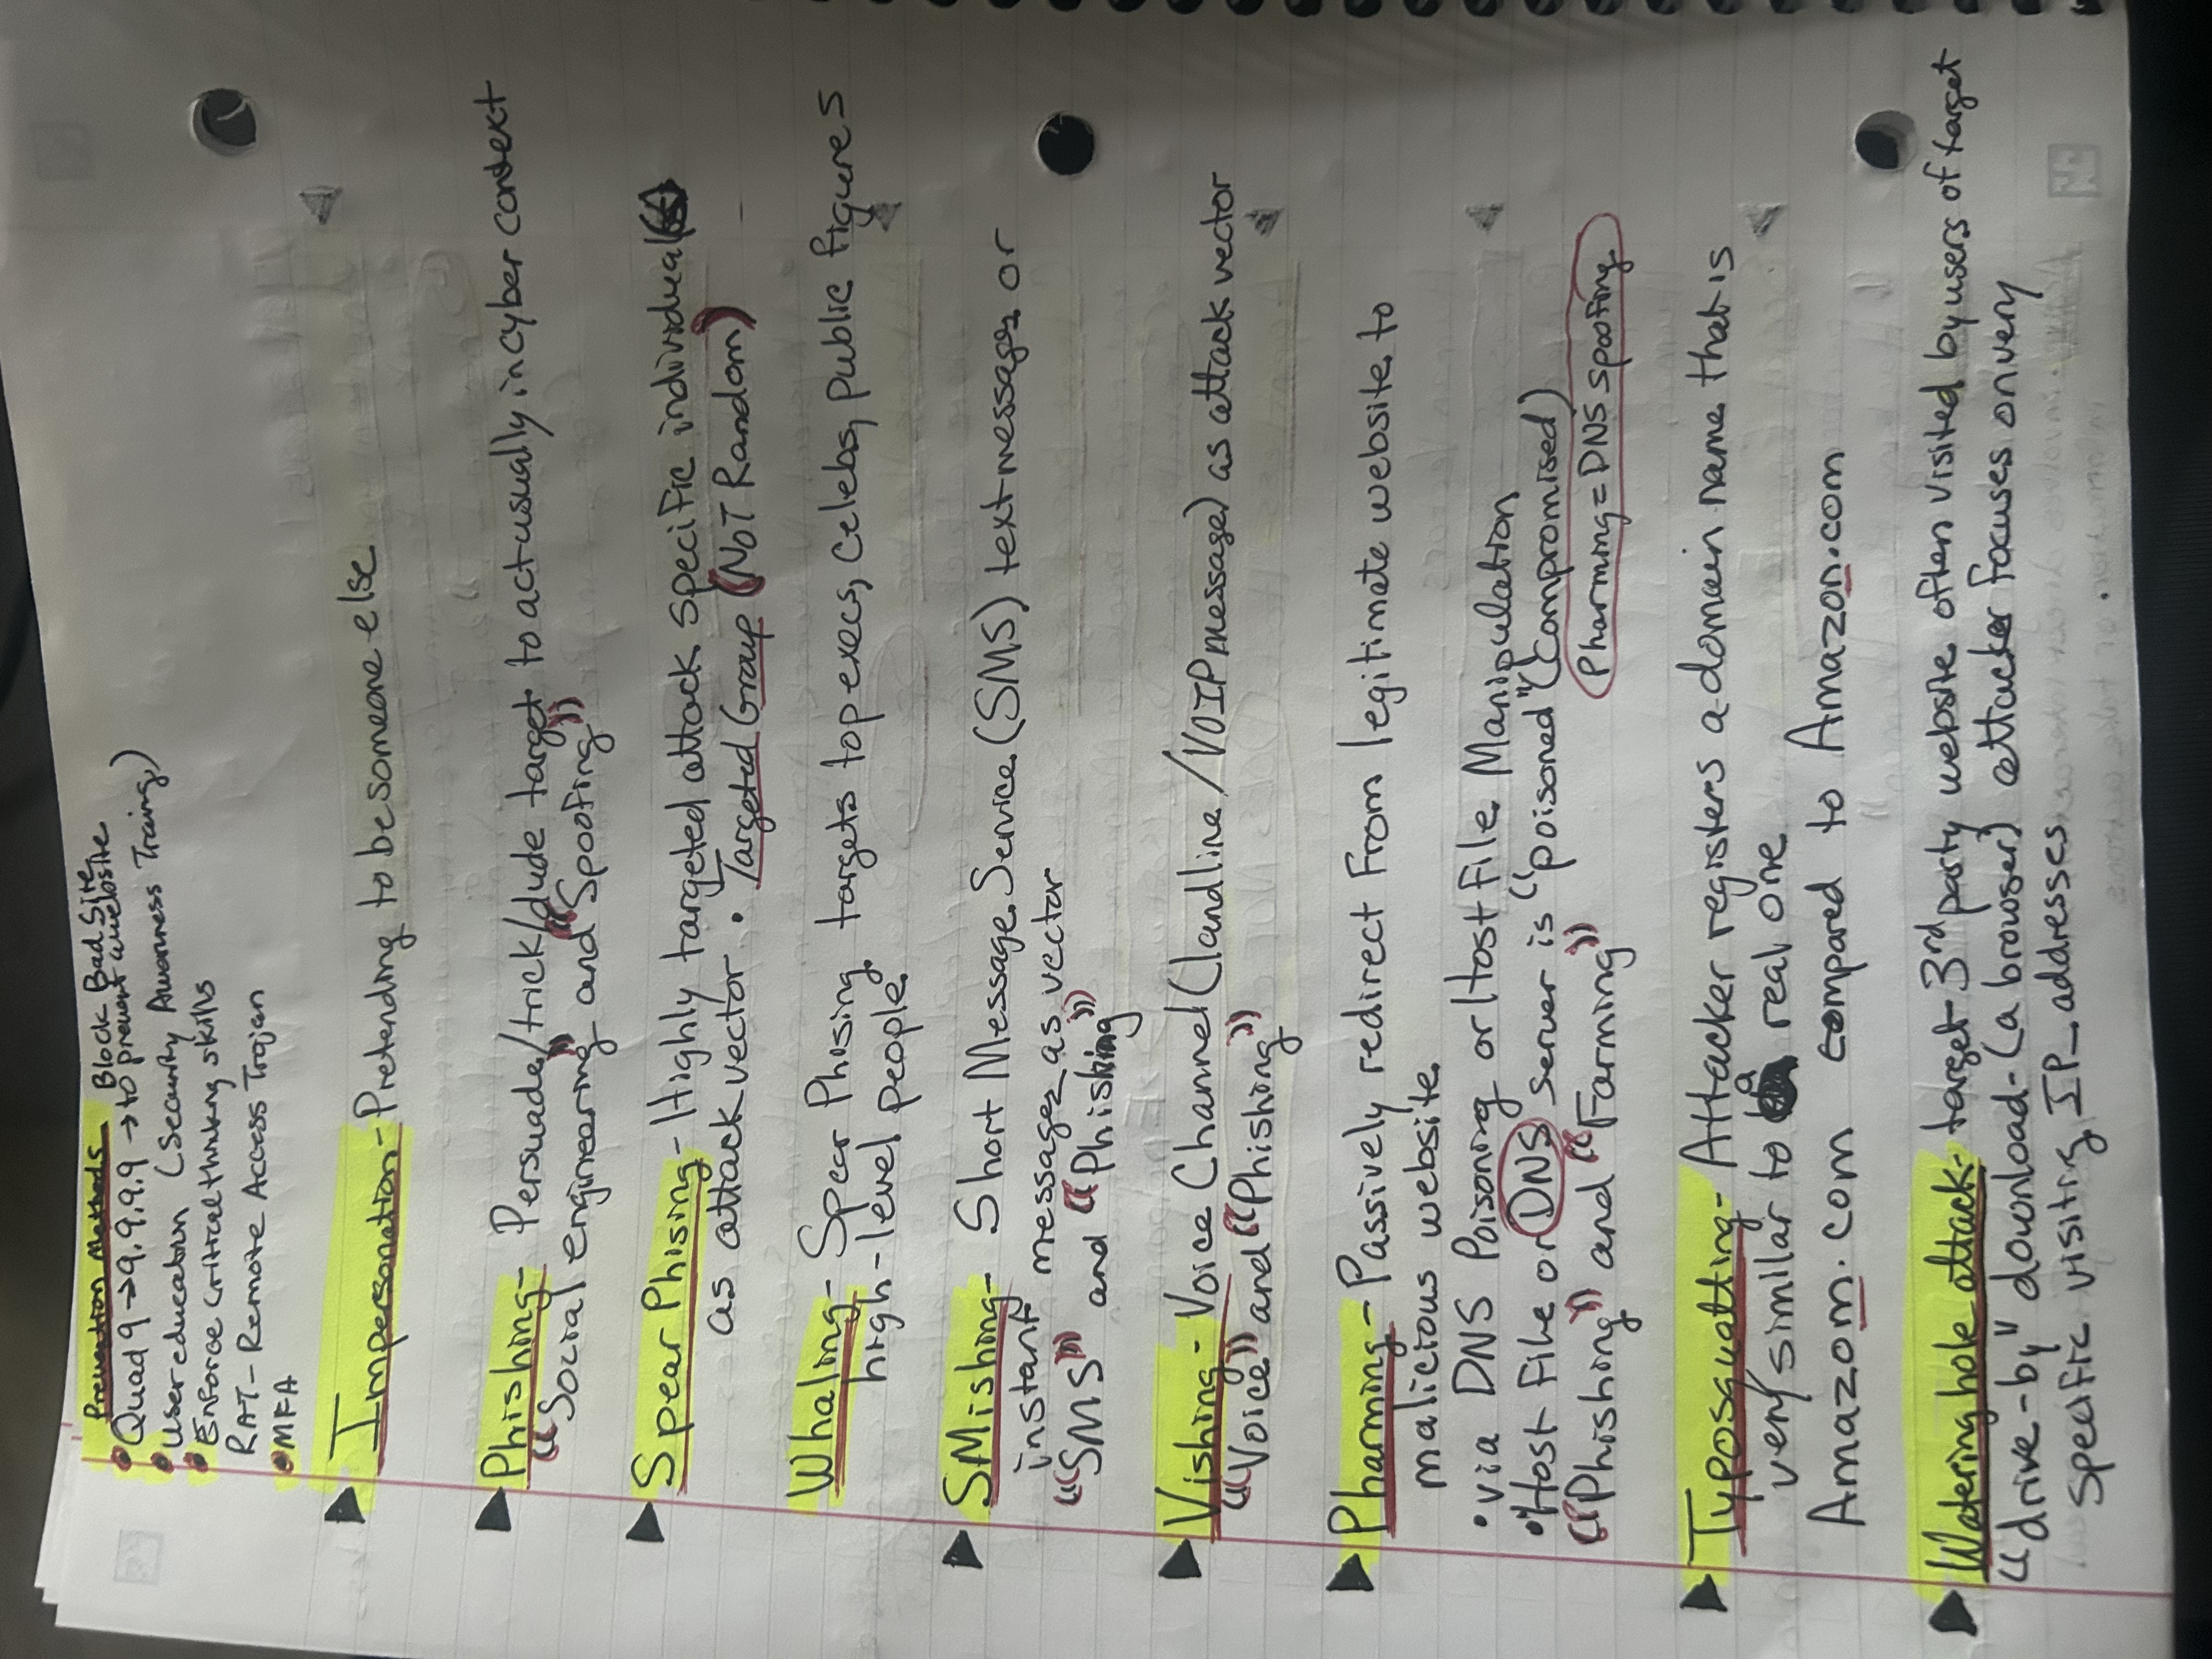 Prevention Methods Block Bad Site
• Quad 9 → 9.9.9.9 → to prevent a website
• User education (Security Awarness Traing)
• Enforce critical thinking skills
RAT - Remote Access Trojan
• MFA
▶ Impersonation - Pretending to be someone else
▶ Phishing - Persuade/trick/dude target to act usually in cyber context
"Social engineering" and "Spoofing"
▶ Spear Phising - Highly targeted attack specific individual
as attack vector • Targeted Group (NOT Random)
Whaling - Spear Phising targets top execs, celebs, public figures
high-level people
▶ SMishing - Short Message Service (SMS) text messages or
instant messages as vector
"SMS" and "Phishing"
▶ Vishing - Voice Channel (landline/VOIP message) as attack vector
"Voice" and "Phishing"
▶ Pharming - Passively redirect From legitimate website to
malicious website
• via DNS Poisoning or Host File Manipulation
• Host File or DNS server is "poisoned" (compromised)
"Phishing" and "Farming" Pharming = DNS spoofing
▶ Typosquatting - Attacker registers a domain name that is
very similar to a real one
Amazom.com compared to Amazon.com
▶ Watering hole attack - target 3rd party website often visited by users of target
"drive-by" download - (a browser) attacker focuses on very
specific visiting IP addresses